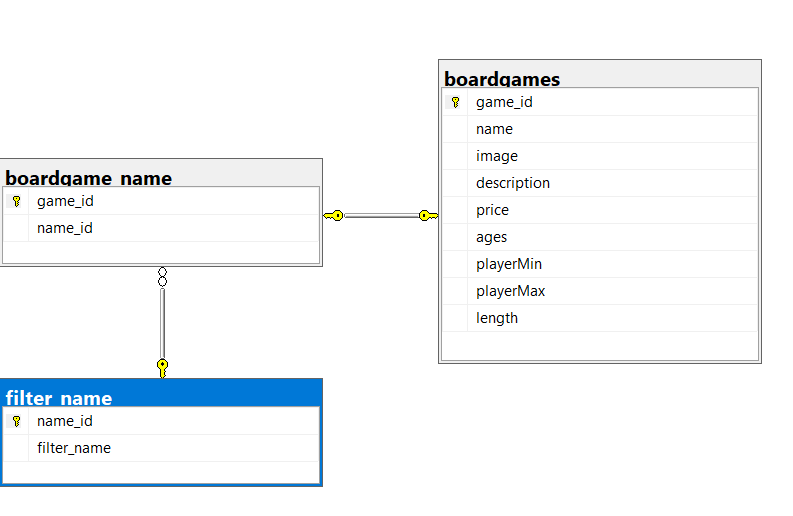 boardgames
game_id
name
image
description
price
ages
playerMin
playerMax
length
boardgame_name
game_id
name_id
filter_name
name_id
filter_name